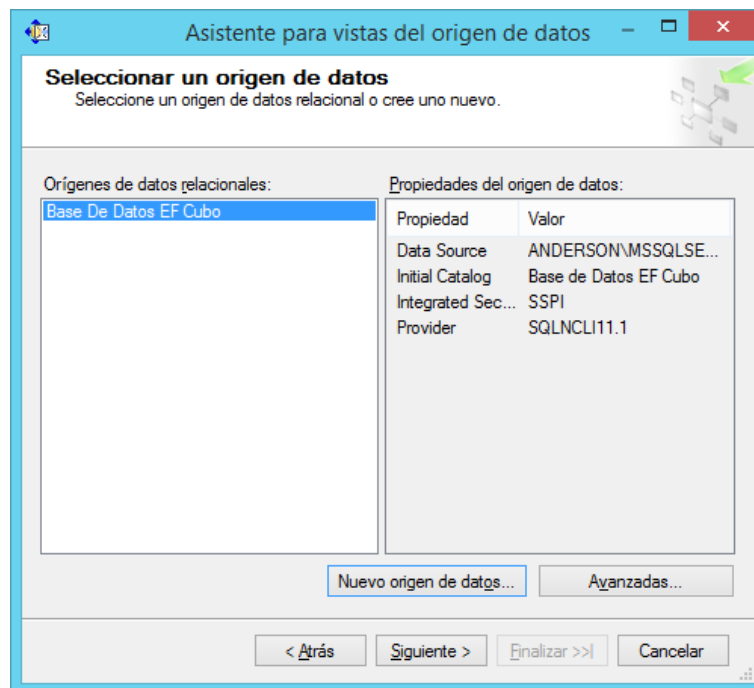 Asistente para vistas del origen de datos
Seleccionar un origen de datos
Seleccione un origen de datos relacional o cree uno nuevo.
Orígenes de datos relacionales:
Base De Datos EF Cubo
Propiedades del origen de datos:
Propiedad Valor
Data Source ANDERSON\MSSQLSE...
Initial Catalog Base de Datos EF Cubo
Integrated Sec... SSPI
Provider SQLNCLI11.1
Nuevo origen de datos... Avanzadas...
< Atrás Siguiente > Finalizar >>| Cancelar